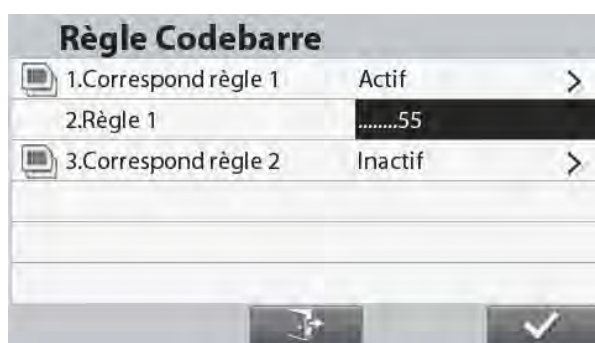 Règle Codebarre
1.Correspond règle 1 Actif >
2.Règle 1 ........55
3.Correspond règle 2 Inactif >